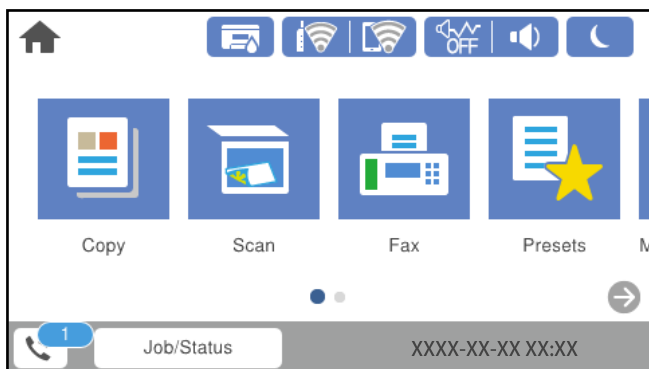 OFF
Copy
Scan
Fax
Presets
M
1
Job/Status
XXXX-XX-XX XX:XX